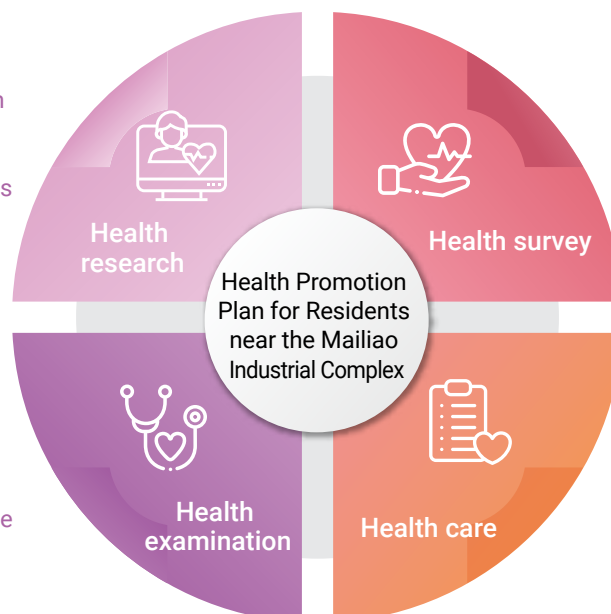 Health
research
Health survey
Health Promotion
Plan for Residents
near the Mailiao
Industrial Complex
Health
examination
Health care